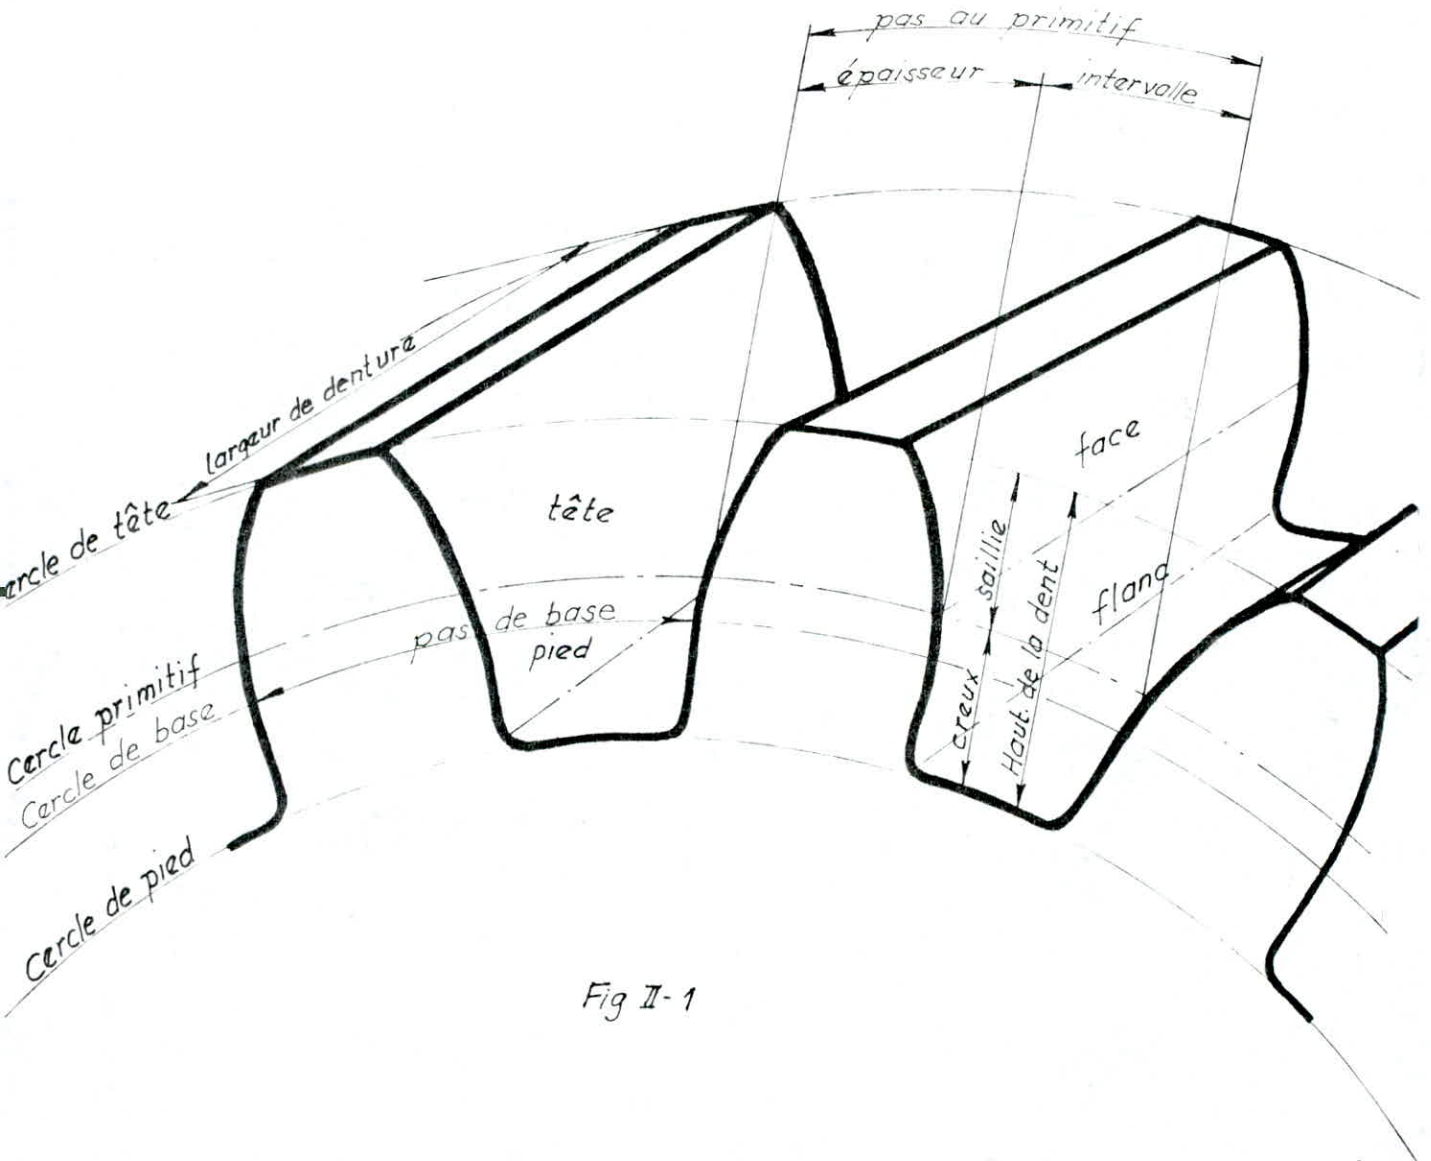 pas au primitif
épaisseur
intervalle
largeur de denture
ercle de tête
face
tête
saillie
Haut. de la dent
flanc
pas de base
pied
creux
Cercle primitif
Cercle de base
Cercle de pied
Fig II-1